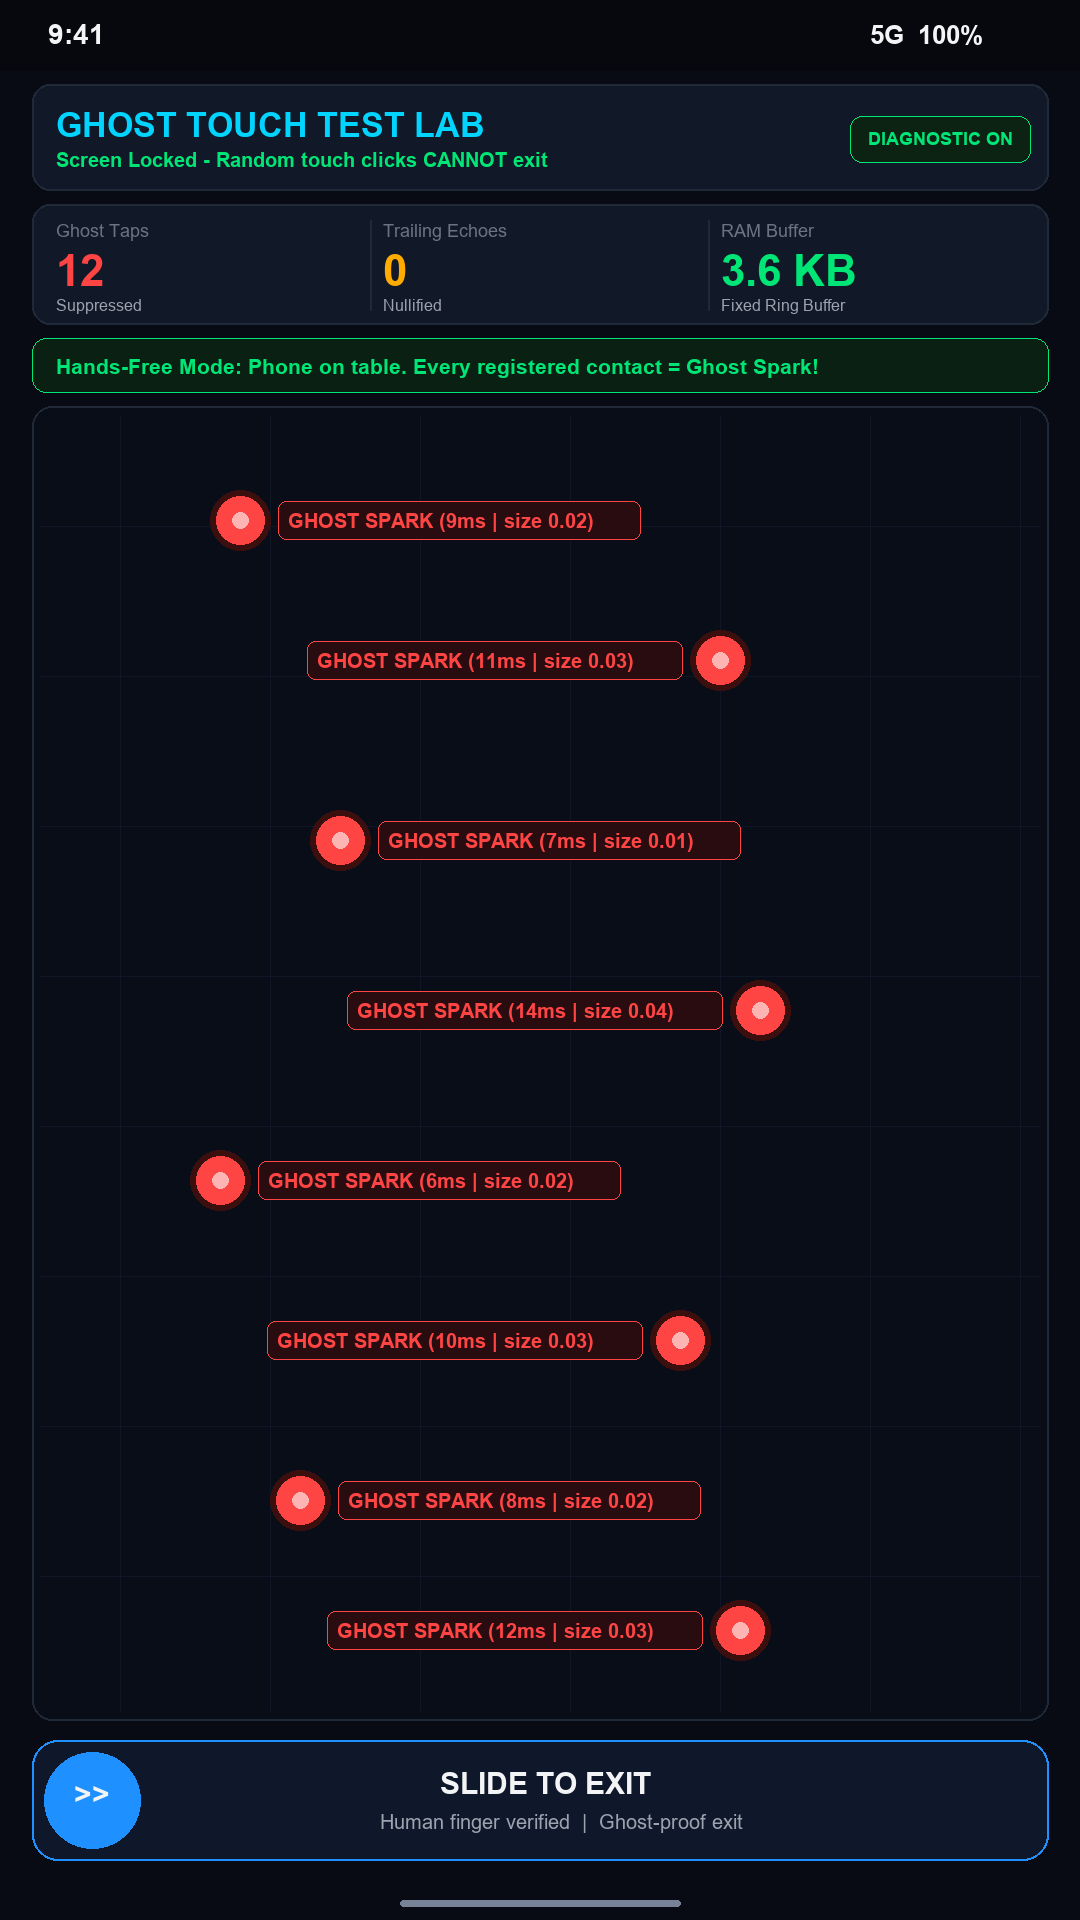 9:41
5G 100%
GHOST TOUCH TEST LAB
Screen Locked - Random touch clicks CANNOT exit
DIAGNOSTIC ON
Ghost Taps
12
Suppressed
Trailing Echoes
0
Nullified
RAM Buffer
3.6 KB
Fixed Ring Buffer
Hands-Free Mode: Phone on table. Every registered contact = Ghost Spark!
GHOST SPARK (9ms | size 0.02)
GHOST SPARK (11ms | size 0.03)
GHOST SPARK (7ms | size 0.01)
GHOST SPARK (14ms | size 0.04)
GHOST SPARK (6ms | size 0.02)
GHOST SPARK (10ms | size 0.03)
GHOST SPARK (8ms | size 0.02)
GHOST SPARK (12ms | size 0.03)
>>
SLIDE TO EXIT
Human finger verified | Ghost-proof exit